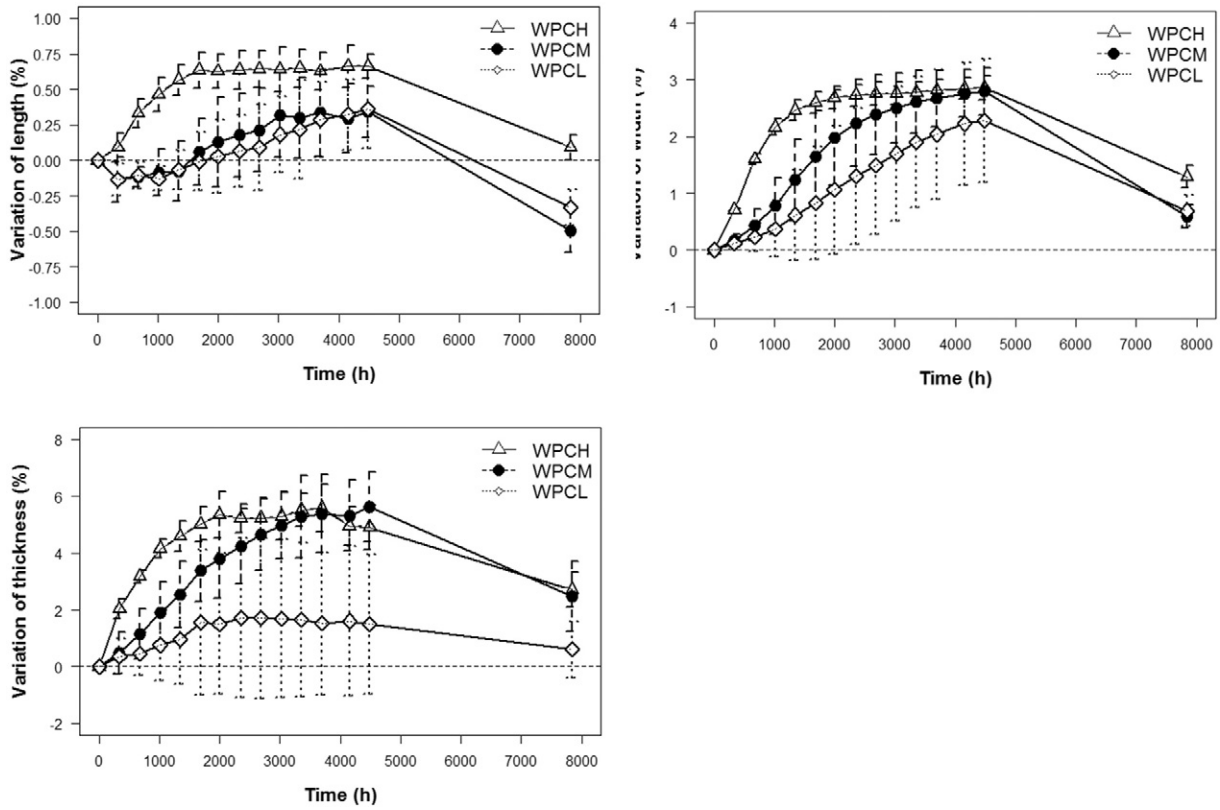 Variation of length (%)
1.00
0.75
0.50
0.25
0.00
-0.25
-0.50
-0.75
-1.00
WPCH
WPCM
WPCL
0 1000 2000 3000 4000 5000 6000 7000 8000
Time (h)
4
3
2
1
0
-1
WPCH
WPCM
WPCL
0 1000 2000 3000 4000 5000 6000 7000 8000
Time (h)
Variation of thickness (%)
8
6
4
2
0
-2
WPCH
WPCM
WPCL
0 1000 2000 3000 4000 5000 6000 7000 8000
Time (h)